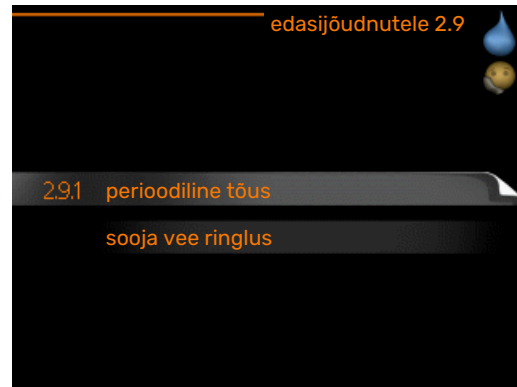 edasijõudnutele 2.9
2.9.1 perioodiline tõus
sooja vee ringlus